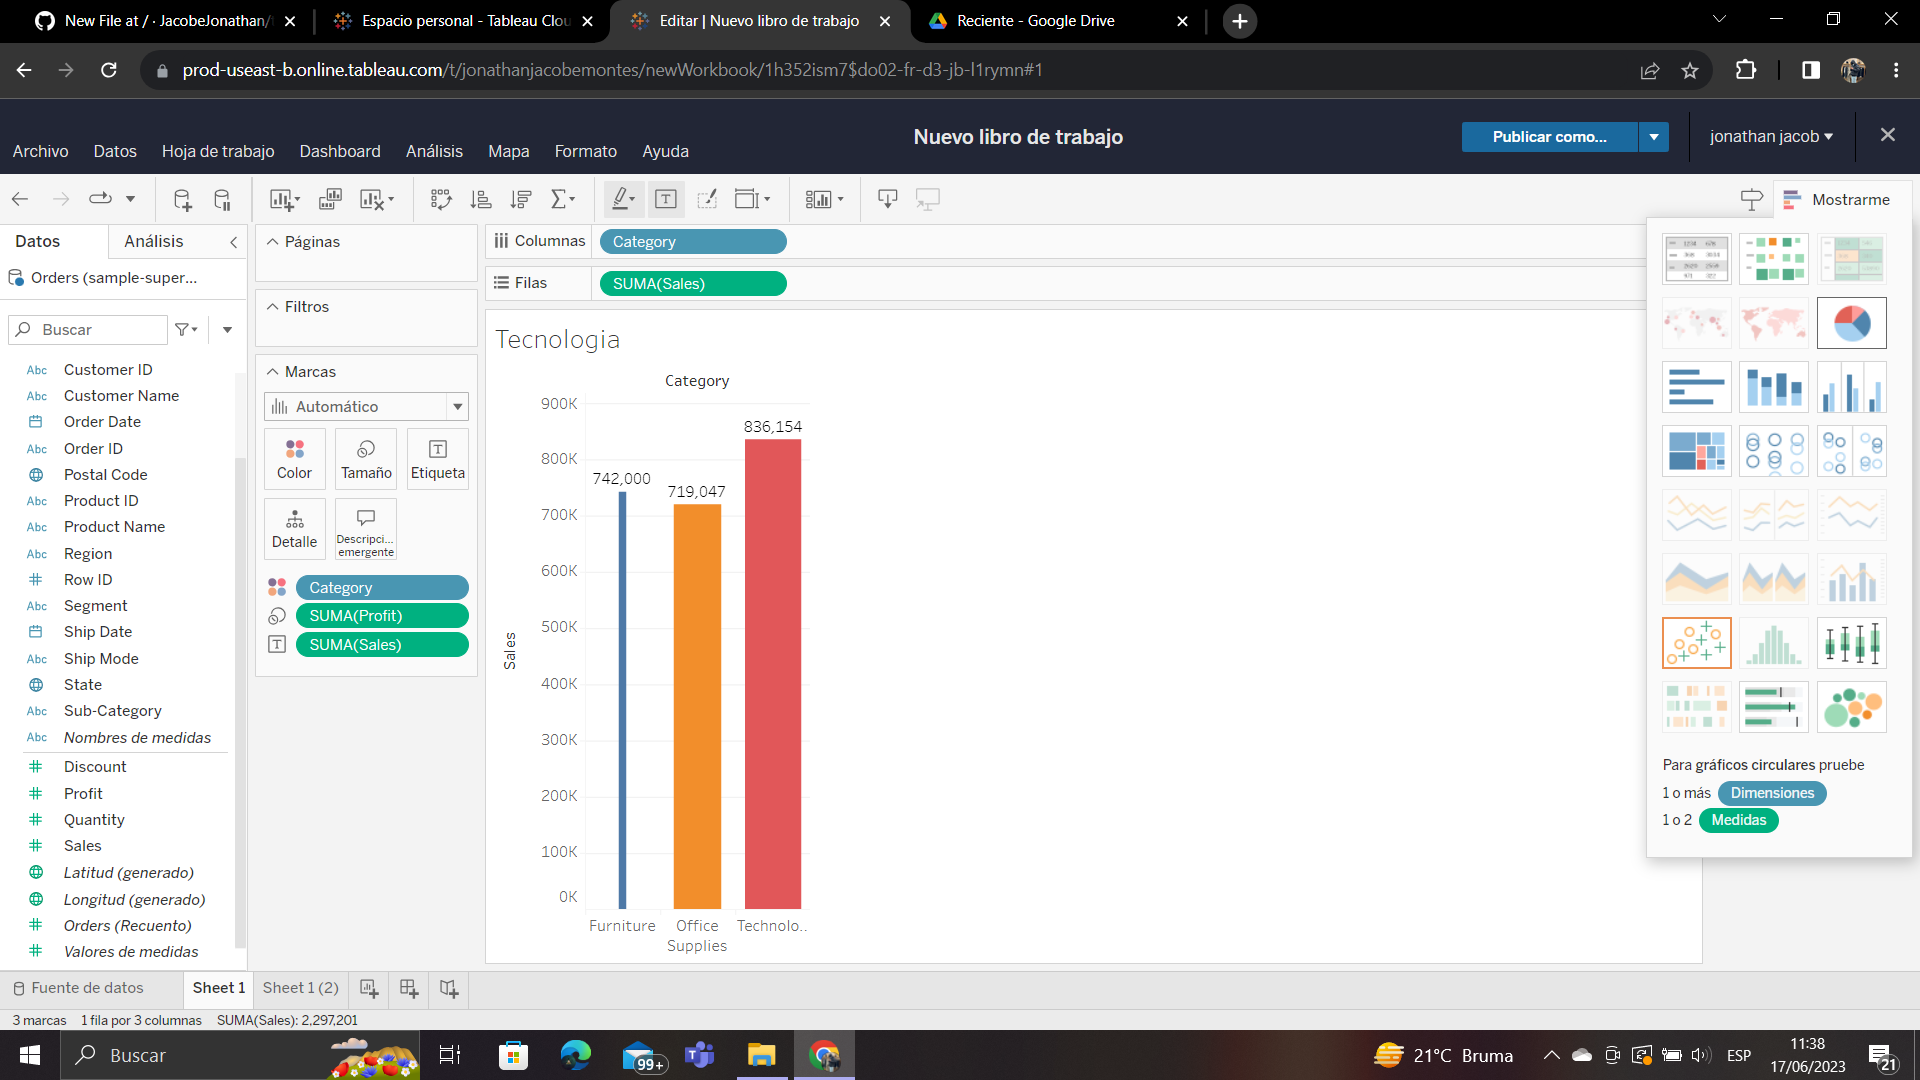 New File at / · JacobeJonathan/
Espacio personal - Tableau Clou
Editar | Nuevo libro de trabajo
Reciente - Google Drive
prod-useast-b.online.tableau.com/t/jonathanjacobemontes/newWorkbook/1h352ism7$do02-fr-d3-jb-l1rymn#1
Nuevo libro de trabajo
Publicar como...
jonathan jacob
Archivo Datos Hoja de trabajo Dashboard Análisis Mapa Formato Ayuda
Mostrarme
Datos
Análisis
Orders (sample-super...
Buscar
Abc Customer ID
Abc Customer Name
Order Date
Abc Order ID
Postal Code
Abc Product ID
Abc Product Name
Abc Region
Row ID
Abc Segment
Ship Date
Abc Ship Mode
State
Abc Sub-Category
Abc Nombres de medidas
Discount
Profit
Quantity
Sales
Latitud (generado)
Longitud (generado)
Orders (Recuento)
Valores de medidas
Páginas
Filtros
Marcas
Automático
Color
Tamaño
Etiqueta
Detalle
Descripci...
emergente
Category
SUMA(Profit)
SUMA(Sales)
Columnas
Category
Filas
SUMA(Sales)
Tecnologia
Category
900K
800K
700K
600K
500K
400K
300K
200K
100K
0K
Sales
742,000
719,047
836,154
Furniture
Office
Supplies
Technolo..
Para gráficos circulares pruebe
1 o más Dimensiones
1 o 2 Medidas
Fuente de datos
Sheet 1
Sheet 1 (2)
3 marcas 1 fila por 3 columnas SUMA(Sales): 2,297,201
Buscar
99+
21°C Bruma
ESP
11:38
17/06/2023
21